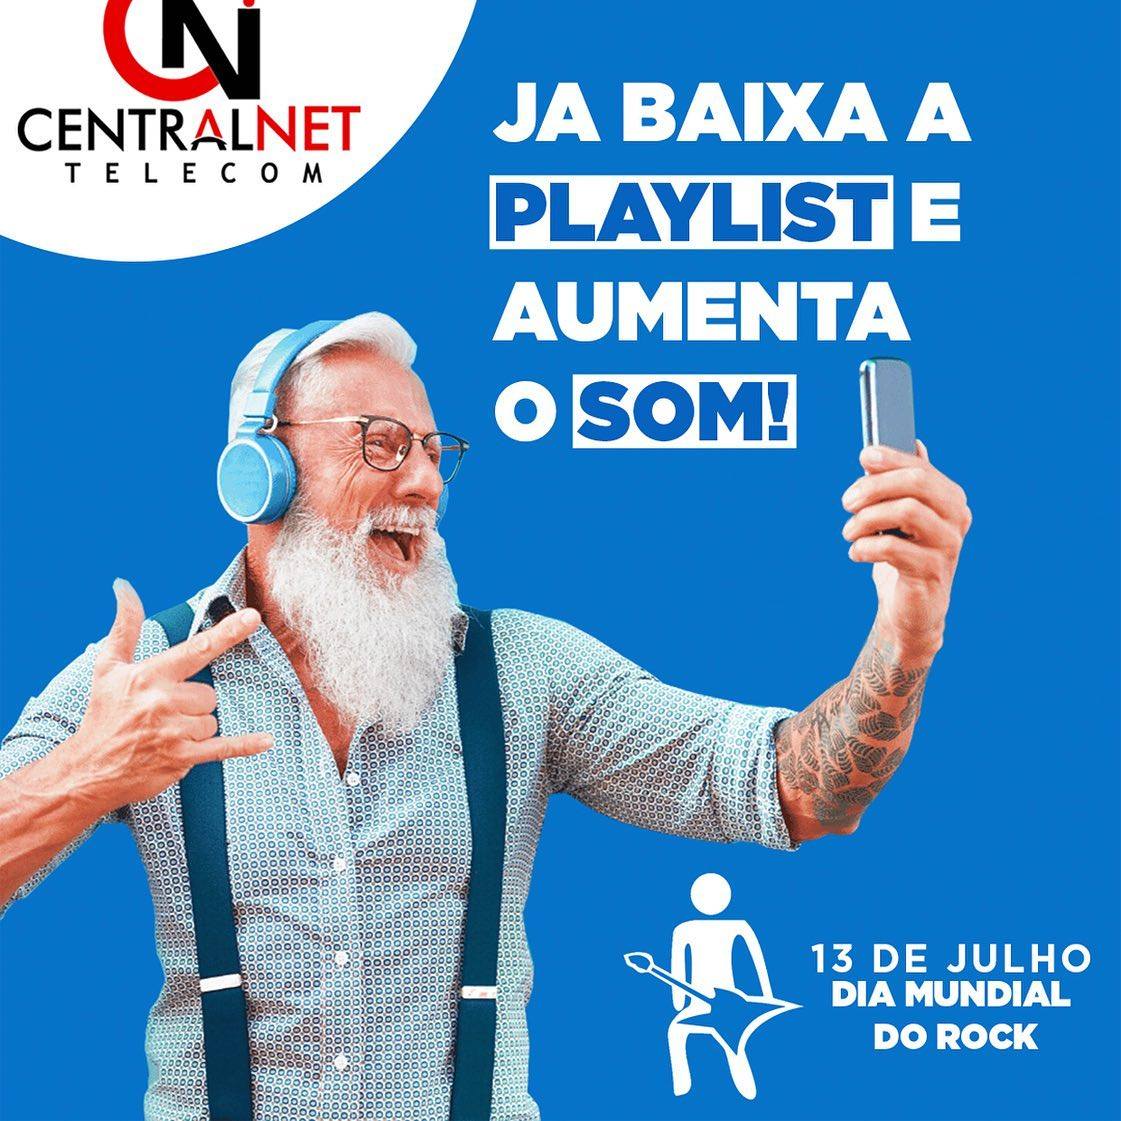 CENTRALNET
TELECOM
JA BAIXA A
PLAYLIST E
AUMENTA
O SOM!
13 DE JULHO
DIA MUNDIAL
DO ROCK